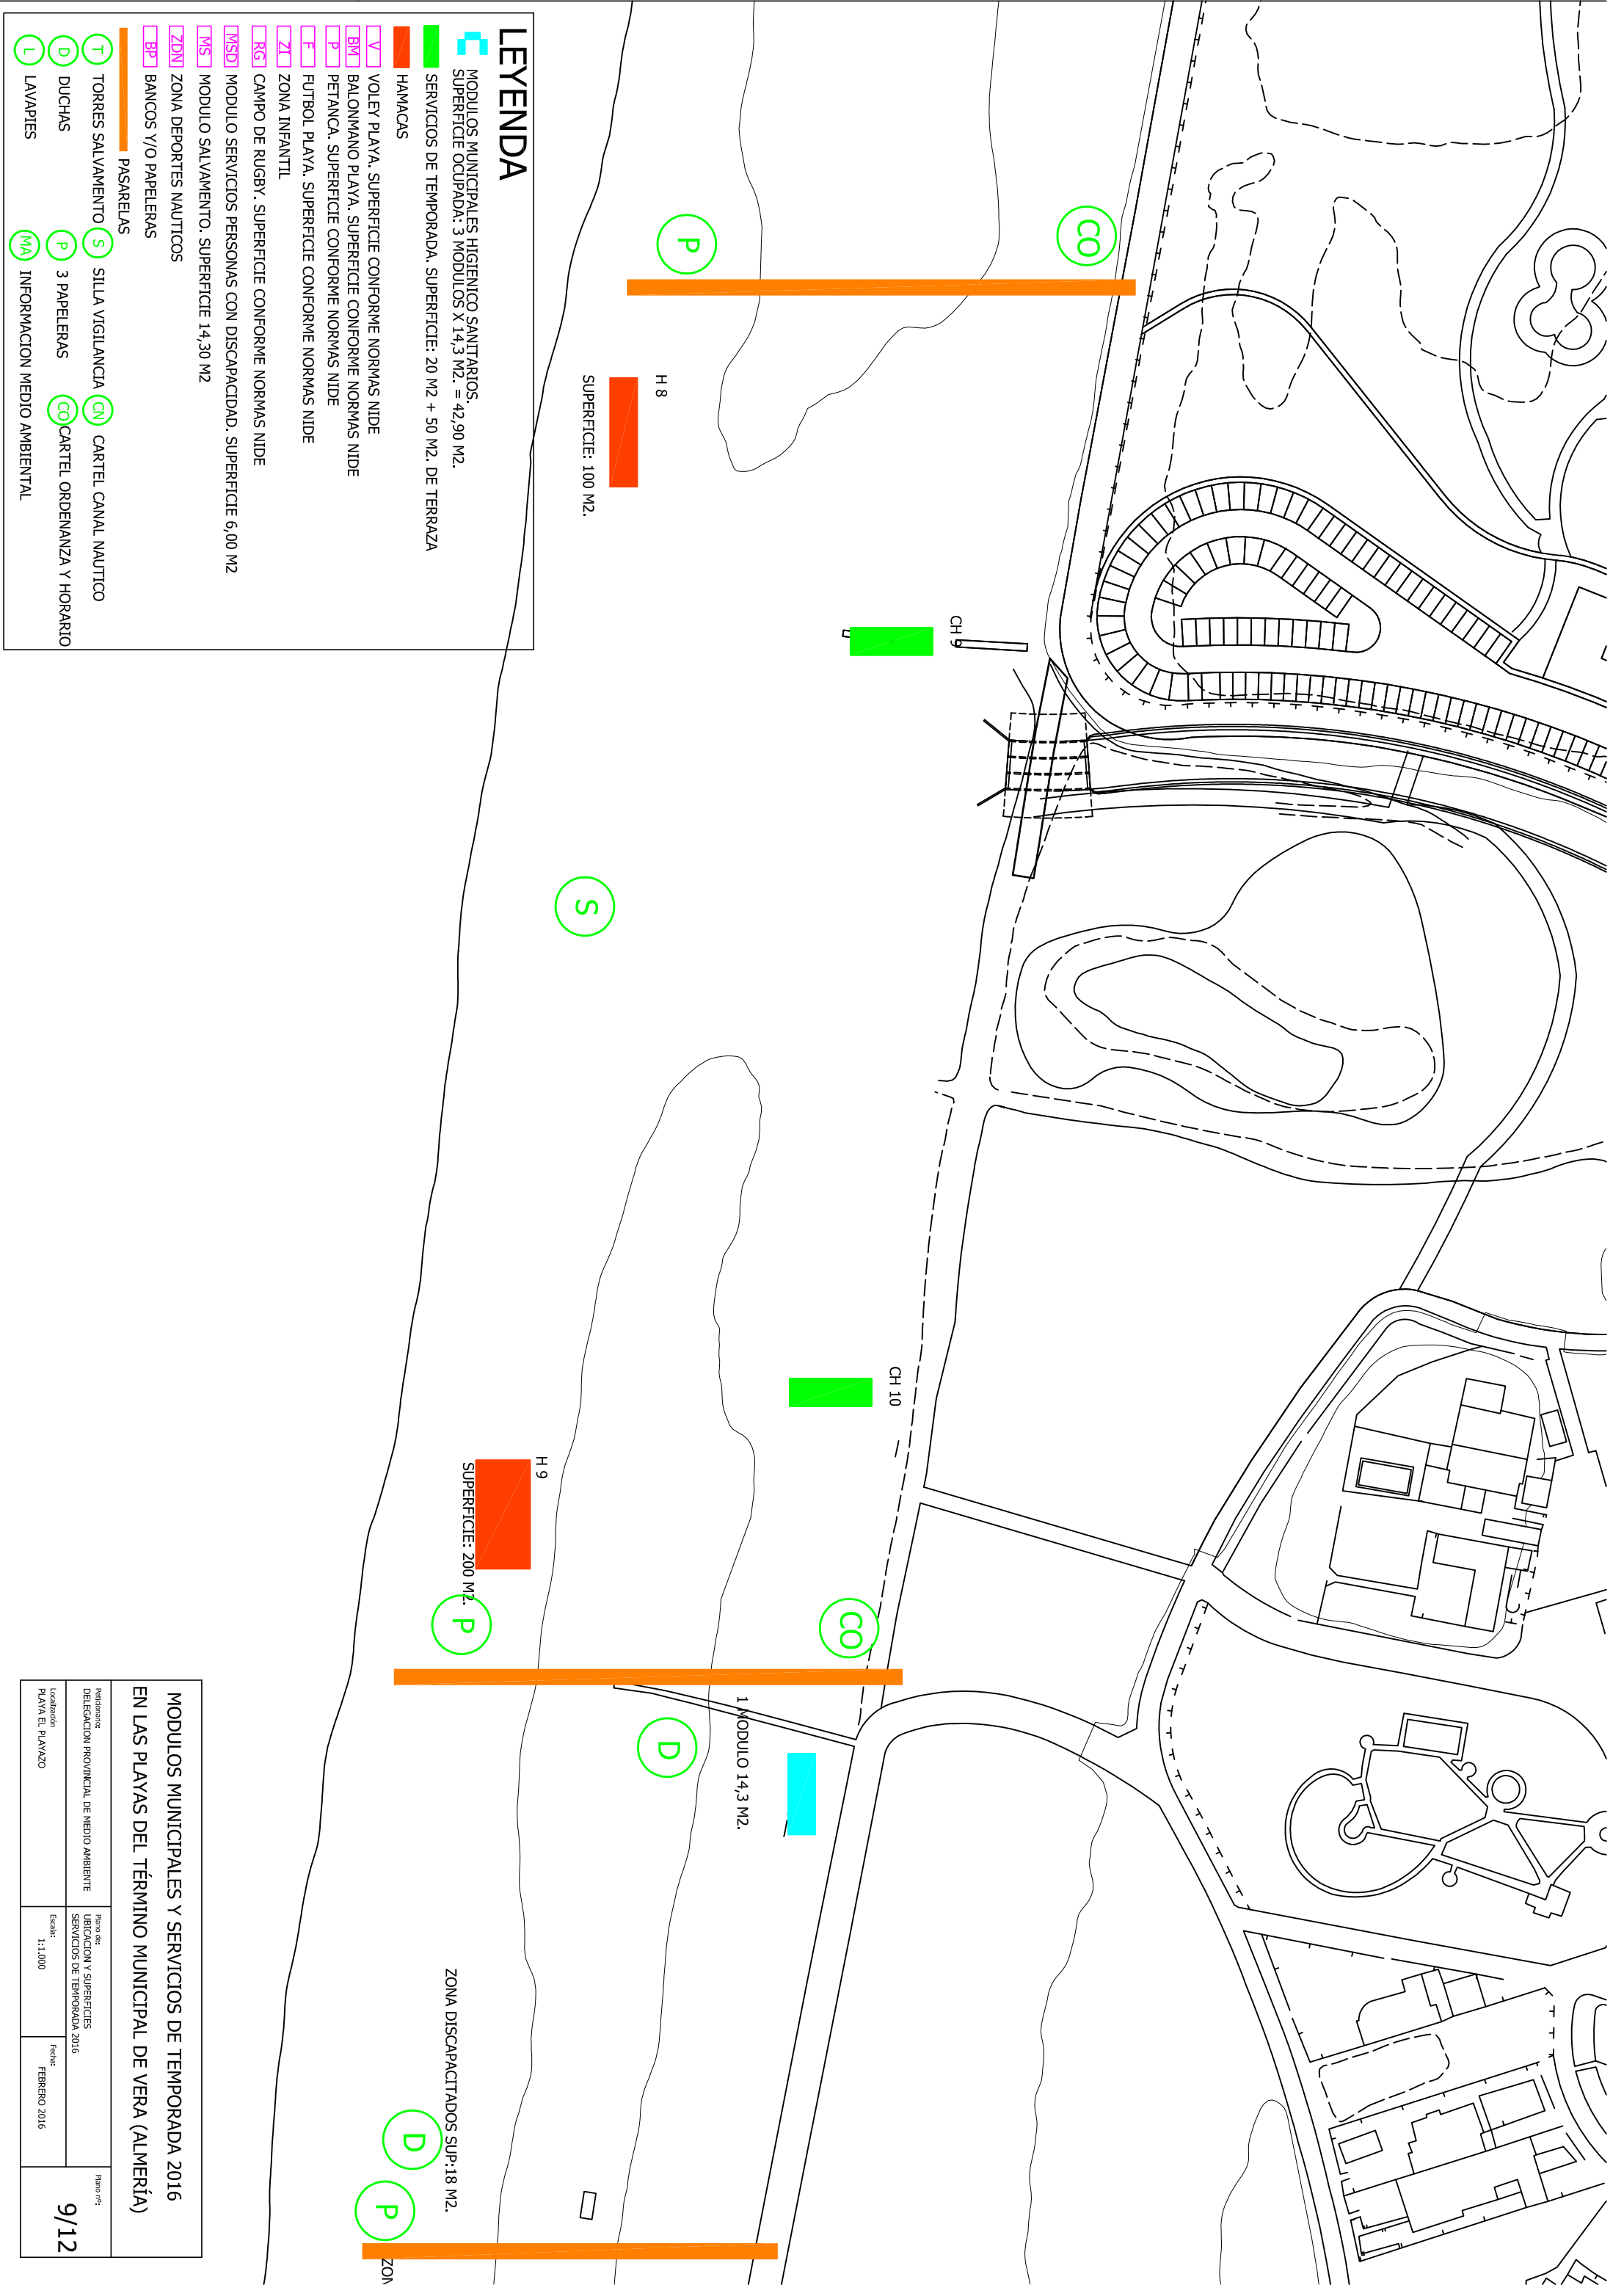 LEYENDA
MODULOS MUNICIPALES HIGIENICO SANITARIOS.
SUPERFICIE OCUPADA: 3 MODULOS X 14,3 M2. = 42,90 M2.
SERVICIOS DE TEMPORADA. SUPERFICIE: 20 M2 + 50 M2. DE TERRAZA
HAMACAS
V VOLEY PLAYA. SUPERFICIE CONFORME NORMAS NIDE
BM BALONMANO PLAYA. SUPERFICIE CONFORME NORMAS NIDE
P PETANCA. SUPERFICIE CONFORME NORMAS NIDE
F FUTBOL PLAYA. SUPERFICIE CONFORME NORMAS NIDE
ZI ZONA INFANTIL
RG CAMPO DE RUGBY. SUPERFICIE CONFORME NORMAS NIDE
MSD MODULO SERVICIOS PERSONAS CON DISCAPACIDAD. SUPERFICIE 6,00 M2
MS MODULO SALVAMENTO. SUPERFICIE 14,30 M2
ZDN ZONA DEPORTES NAUTICOS
BP BANCOS Y/O PAPELERAS
PASARELAS
T TORRES SALVAMENTO S SILLA VIGILANCIA CN CARTEL CANAL NAUTICO
D DUCHAS P 3 PAPELERAS CO CARTEL ORDENANZA Y HORARIO
L LAVAPIES MA INFORMACION MEDIO AMBIENTAL
CO
P
H 8
SUPERFICIE: 100 M2.
CH 9
S
CH 10
H 9
SUPERFICIE: 200 M2.
P
CO
D
1 MODULO 14,3 M2.
ZONA DISCAPACITADOS SUP:18 M2.
D
P
ZON
MODULOS MUNICIPALES Y SERVICIOS DE TEMPORADA 2016
EN LAS PLAYAS DEL TÉRMINO MUNICIPAL DE VERA (ALMERÍA)
Peticionario:
DELEGACION PROVINCIAL DE MEDIO AMBIENTE
Plano de:
UBICACION Y SUPERFICIES
SERVICIOS DE TEMPORADA 2016
Plano nº:
9/12
Localización
PLAYA EL PLAYAZO
Escala:
1:1.000
Fecha:
FEBRERO 2016